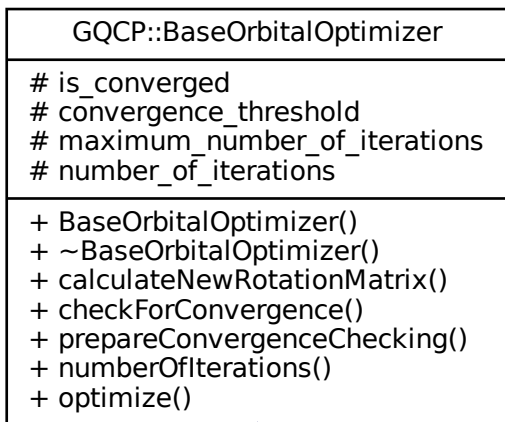 GQCP::BaseOrbitalOptimizer
# is_converged
# convergence_threshold
# maximum_number_of_iterations
# number_of_iterations
+ BaseOrbitalOptimizer()
+ ~BaseOrbitalOptimizer()
+ calculateNewRotationMatrix()
+ checkForConvergence()
+ prepareConvergenceChecking()
+ numberOfIterations()
+ optimize()